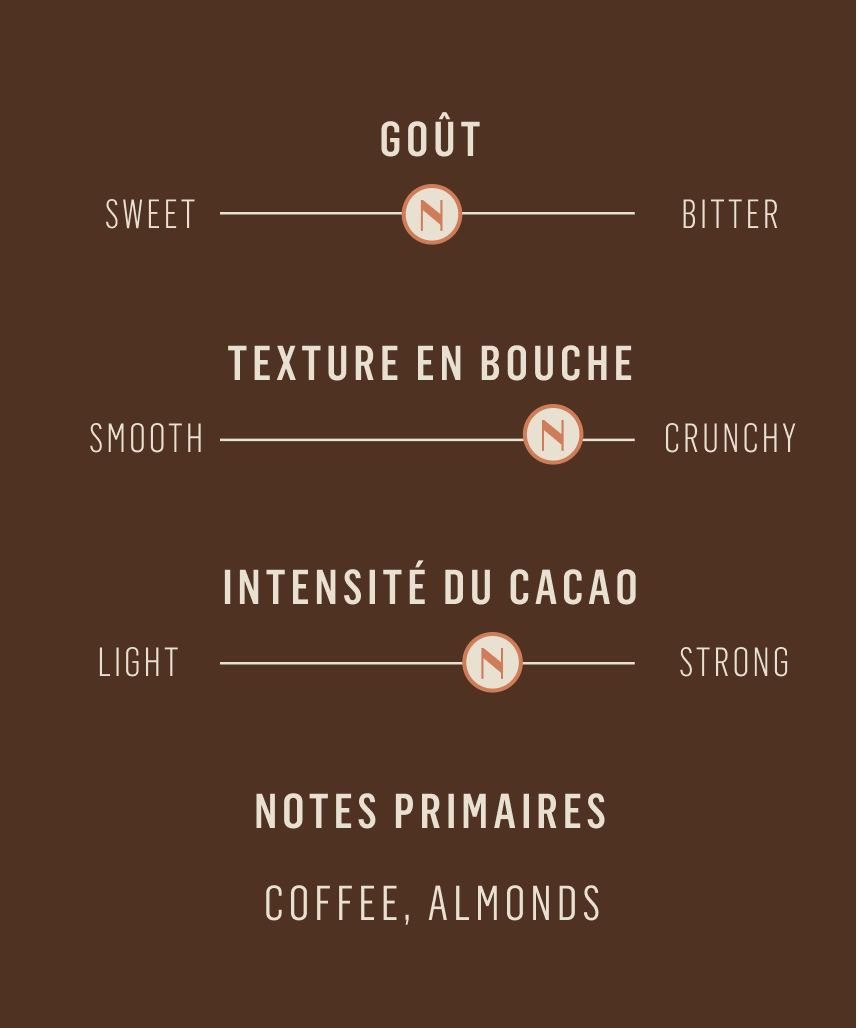 GOÛT
SWEET N BITTER
TEXTURE EN BOUCHE
SMOOTH N CRUNCHY
INTENSITÉ DU CACAO
LIGHT N STRONG
NOTES PRIMAIRES
COFFEE, ALMONDS